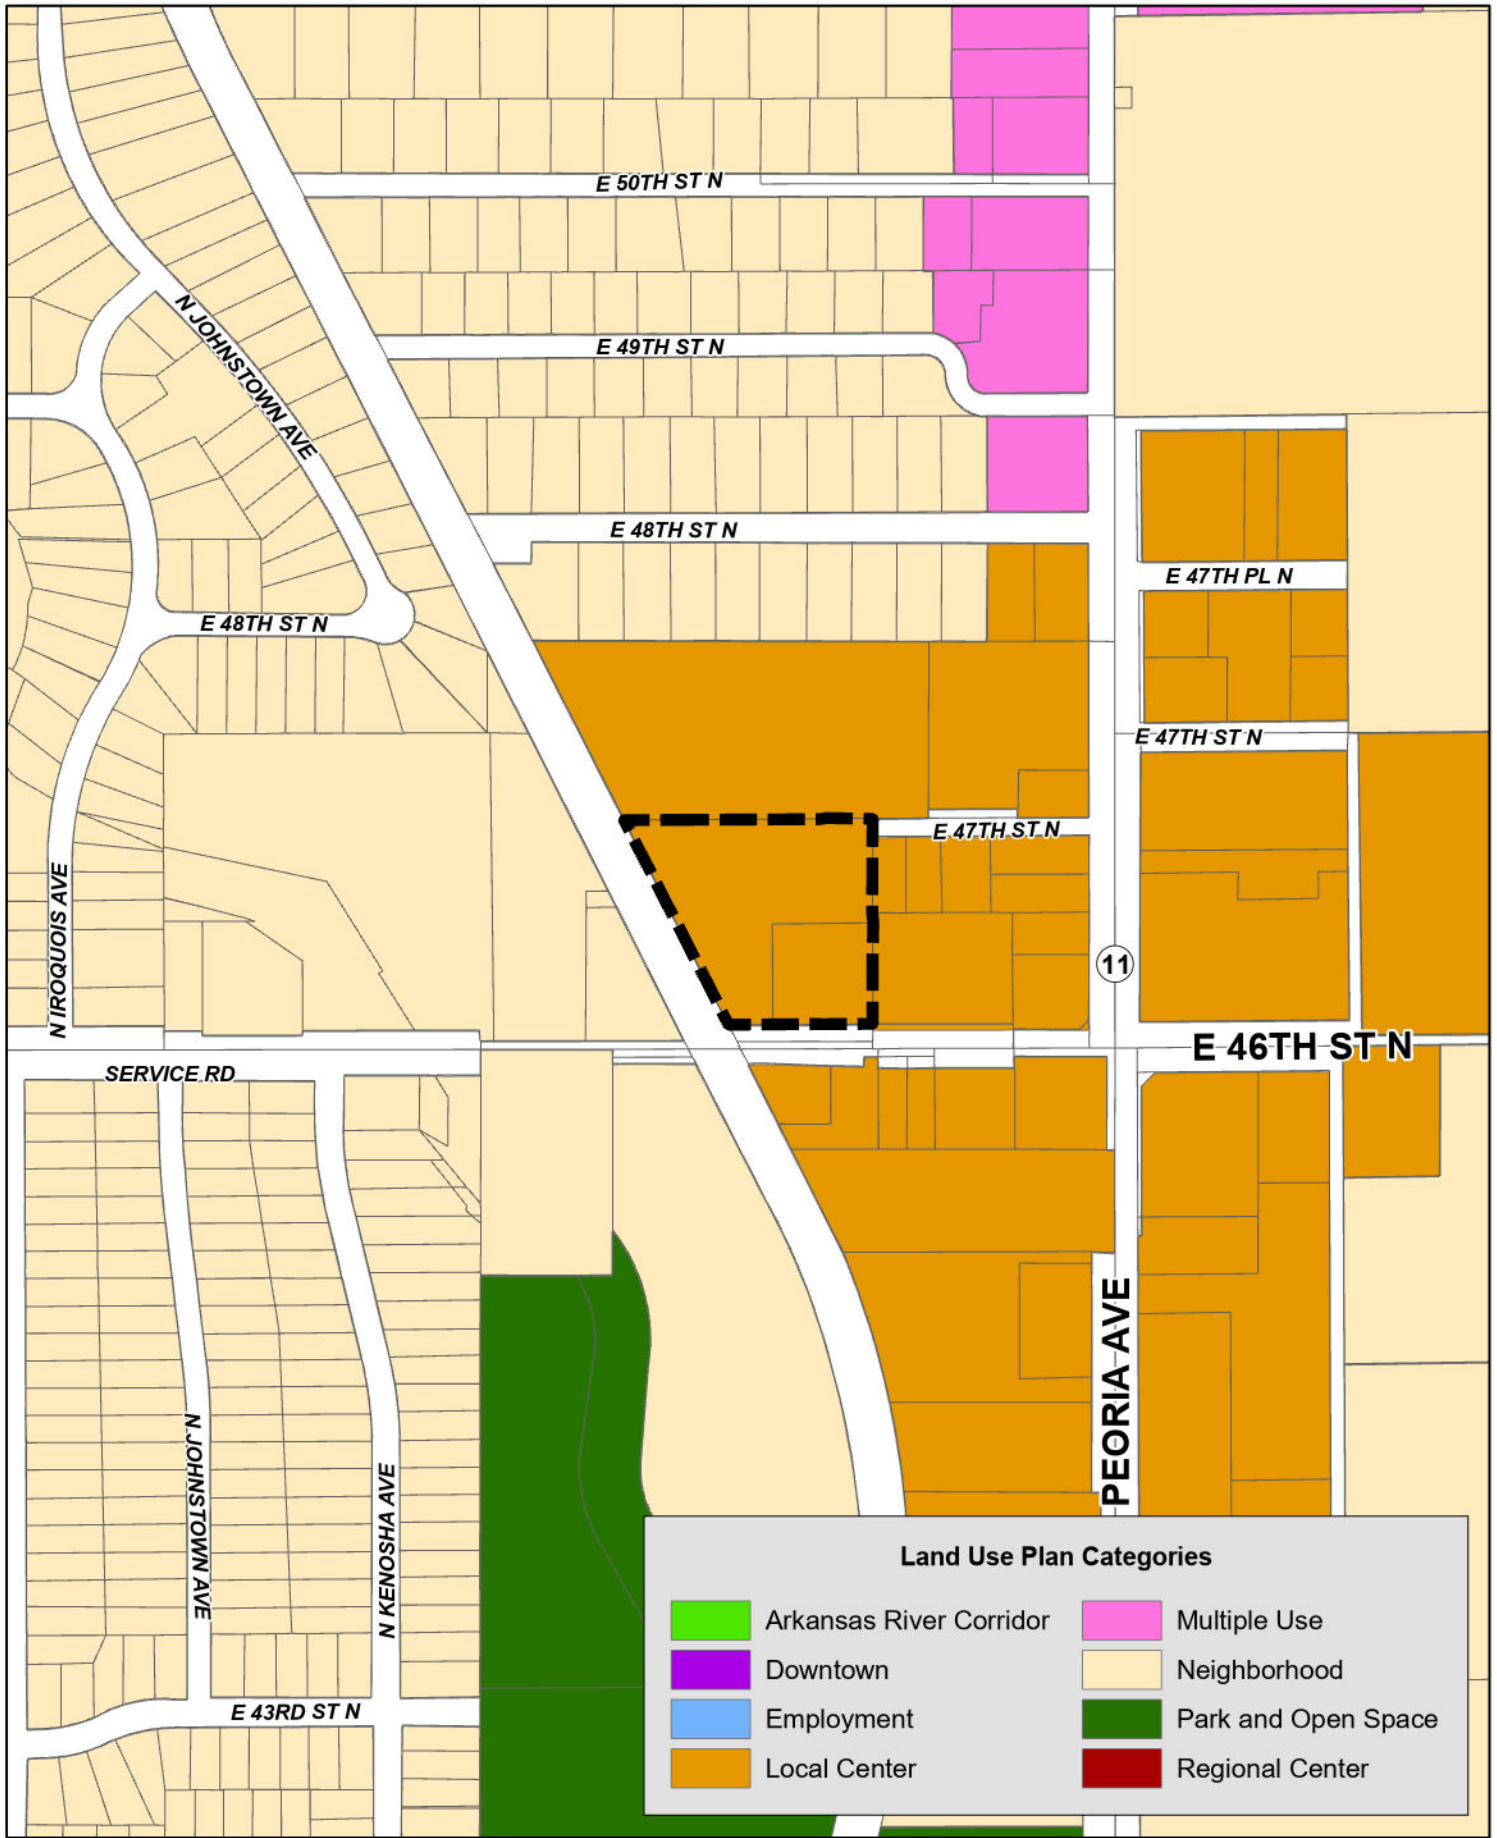 E 50TH ST N
N JOHNSTOWN AVE
E 49TH ST N
E 48TH ST N
E 47TH PL N
E 48TH ST N
E 47TH ST N
E 47TH ST N
N IROQUOIS AVE
11
E 46TH ST N
SERVICE RD
PEORIA AVE
N JOHNSTOWN AVE
N KENOSHA AVE
E 43RD ST N
Land Use Plan Categories
Arkansas River Corridor
Downtown
Employment
Local Center
Multiple Use
Neighborhood
Park and Open Space
Regional Center